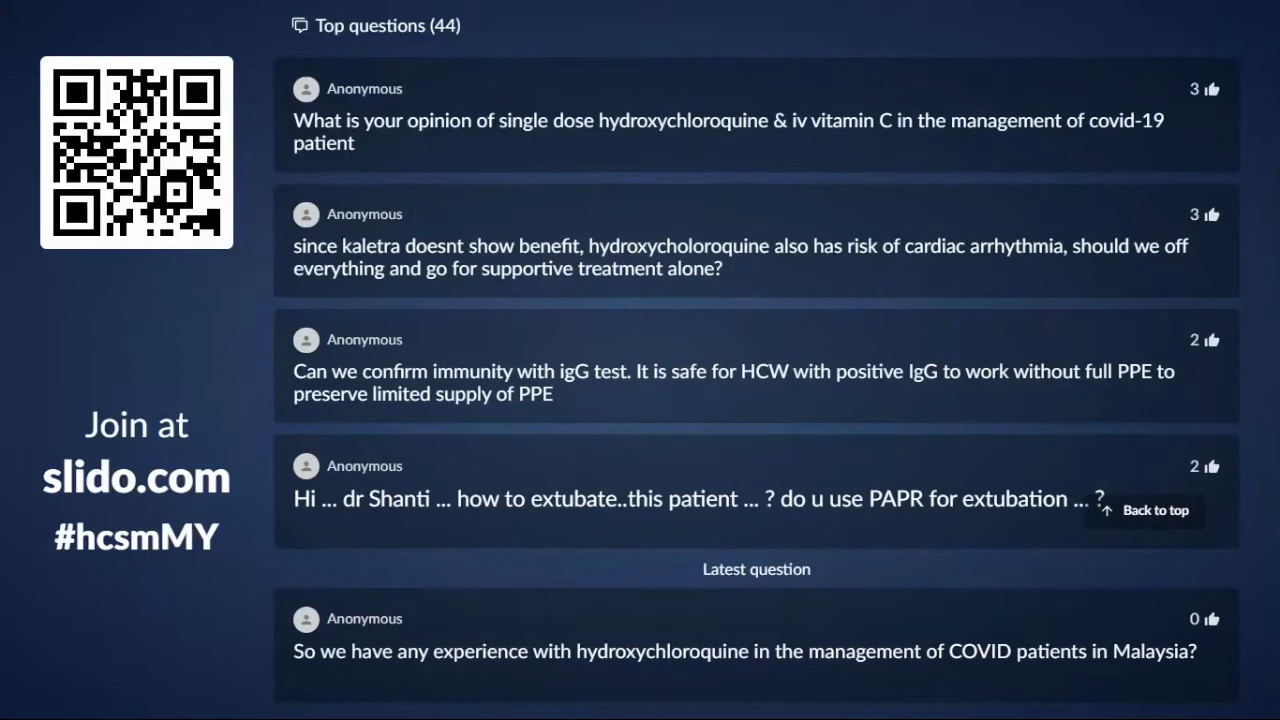 Top questions (44)
Anonymous
3
What is your opinion of single dose hydroxychloroquine & iv vitamin C in the management of covid-19
patient
Anonymous
3
since kaletra doesnt show benefit, hydroxycholoroquine also has risk of cardiac arrhythmia, should we off
everything and go for supportive treatment alone?
Anonymous
2
Can we confirm immunity with igG test. It is safe for HCW with positive IgG to work without full PPE to
preserve limited supply of PPE
Anonymous
2
Hi ... dr Shanti ... how to extubate..this patient ... ? do u use PAPR for extubation ... ?
Back to top
Latest question
Anonymous
0
So we have any experience with hydroxychloroquine in the management of COVID patients in Malaysia?
Join at
slido.com
#hcsmMY